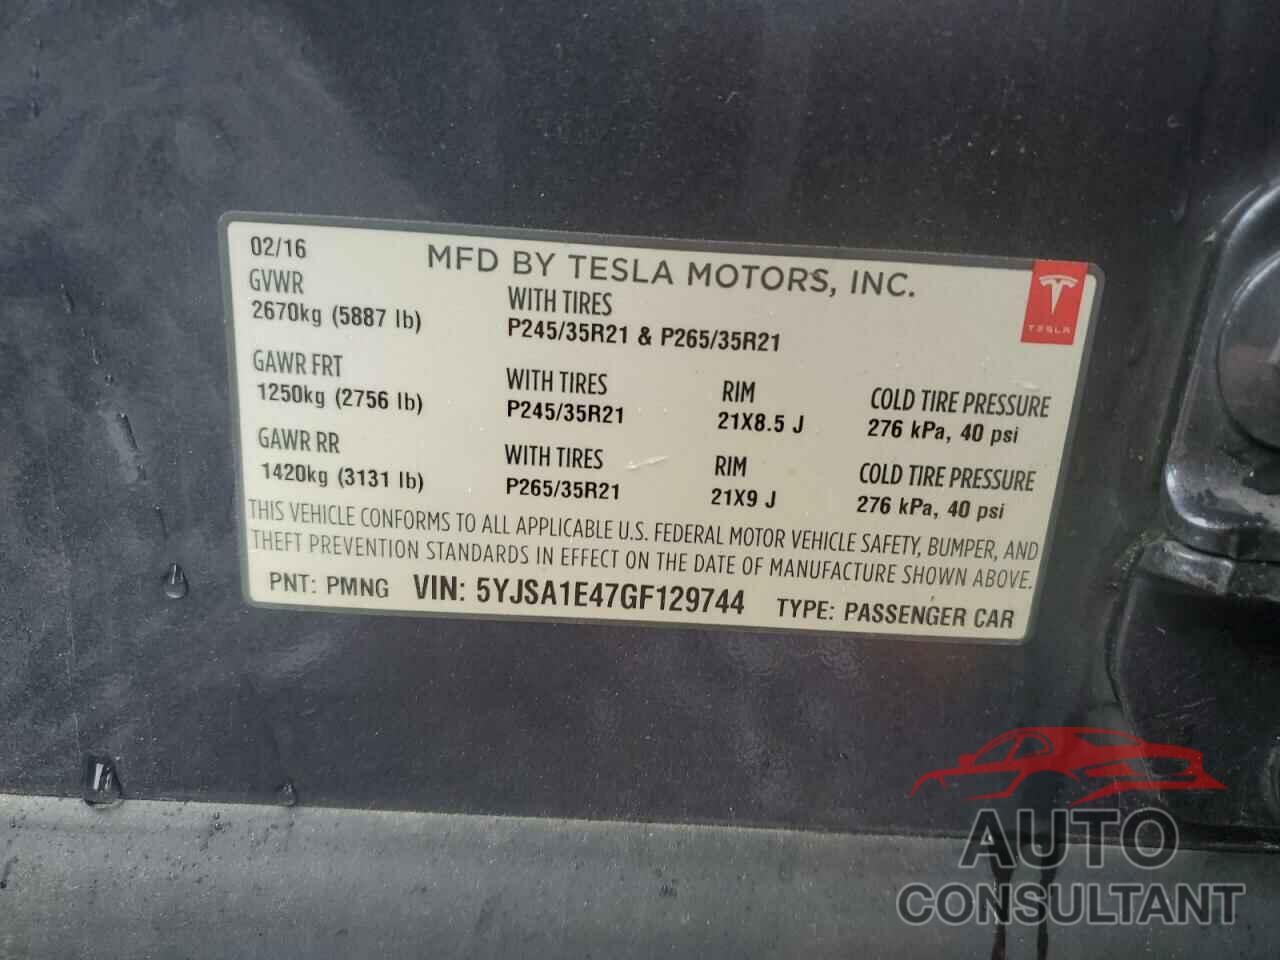 02/16
MFD BY TESLA MOTORS, INC.
GVWR
2670kg (5887 lb)
WITH TIRES
P245/35R21 & P265/35R21
TESLA
GAWR FRT
1250kg (2756 lb)
WITH TIRES
P245/35R21
RIM
21X8.5 J
COLD TIRE PRESSURE
276 kPa, 40 psi
GAWR RR
1420kg (3131 lb)
WITH TIRES
P265/35R21
RIM
21X9 J
COLD TIRE PRESSURE
276 kPa, 40 psi
THIS VEHICLE CONFORMS TO ALL APPLICABLE U.S. FEDERAL MOTOR VEHICLE SAFETY, BUMPER, AND
THEFT PREVENTION STANDARDS IN EFFECT ON THE DATE OF MANUFACTURE SHOWN ABOVE.
PNT: PMNG VIN: 5YJSA1E47GF129744 TYPE: PASSENGER CAR
AUTO
CONSULTANT